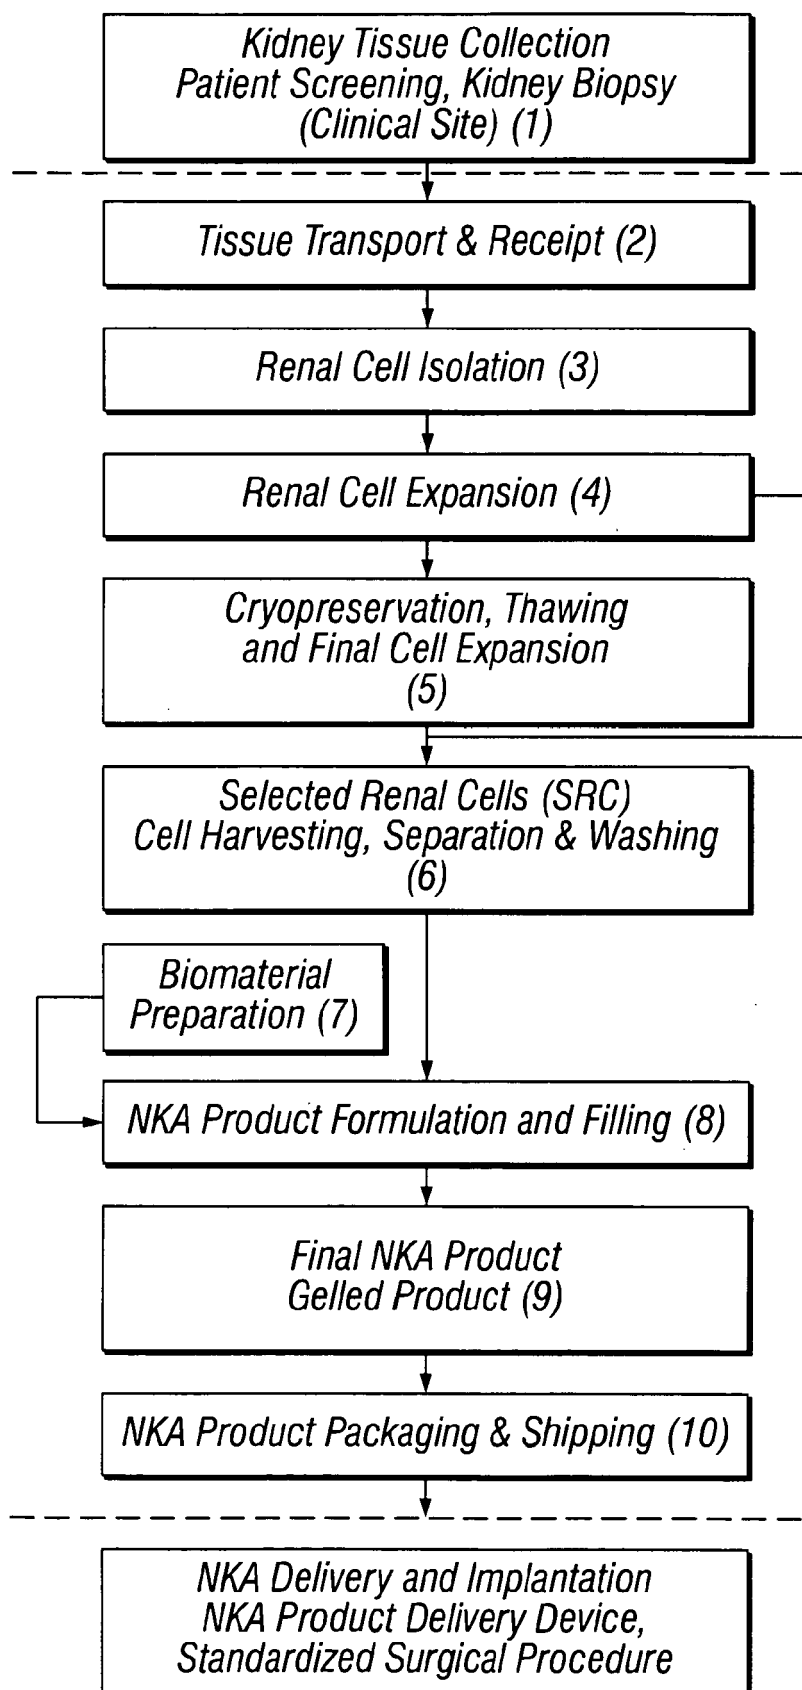 Kidney Tissue Collection
Patient Screening, Kidney Biopsy
(Clinical Site) (1)
Tissue Transport & Receipt (2)
Renal Cell Isolation (3)
Renal Cell Expansion (4)
Cryopreservation, Thawing
and Final Cell Expansion
(5)
Selected Renal Cells (SRC)
Cell Harvesting, Separation & Washing
(6)
Biomaterial
Preparation (7)
NKA Product Formulation and Filling (8)
Final NKA Product
Gelled Product (9)
NKA Product Packaging & Shipping (10)
NKA Delivery and Implantation
NKA Product Delivery Device,
Standardized Surgical Procedure